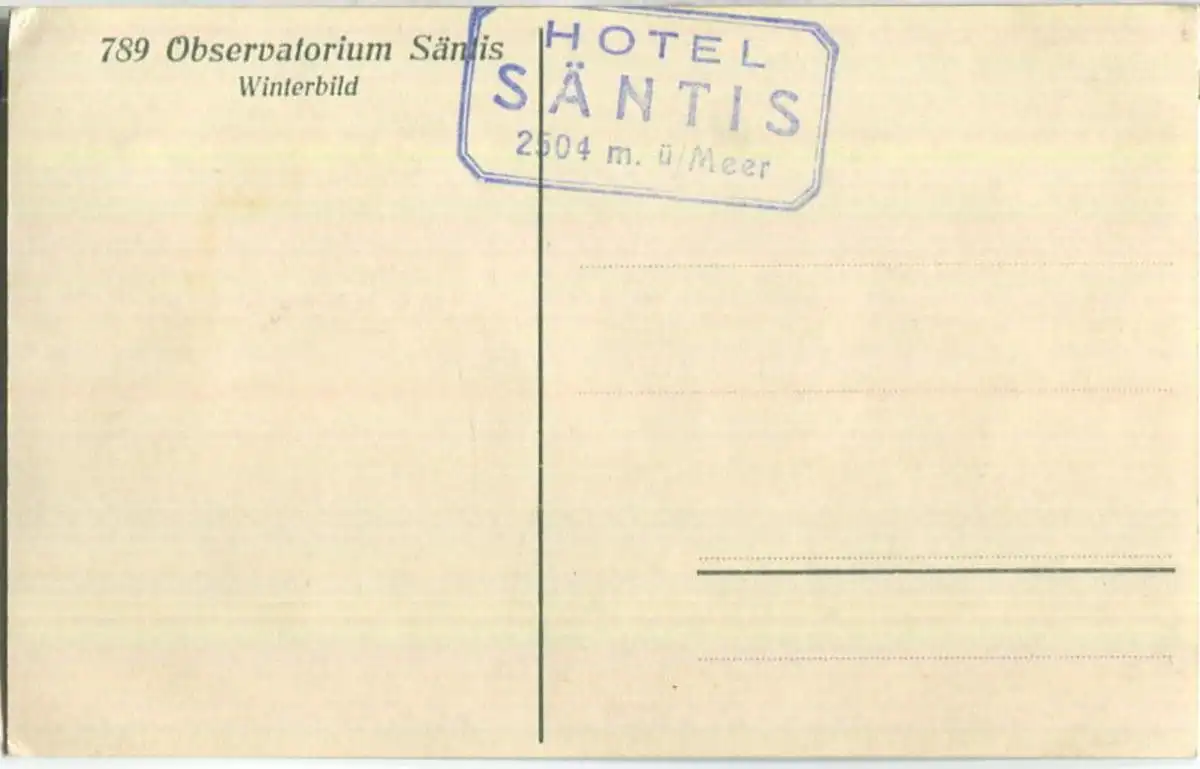 789 Observatorium Säntis
Winterbild
HOTEL
SÄNTIS
2504 m. ü/Meer